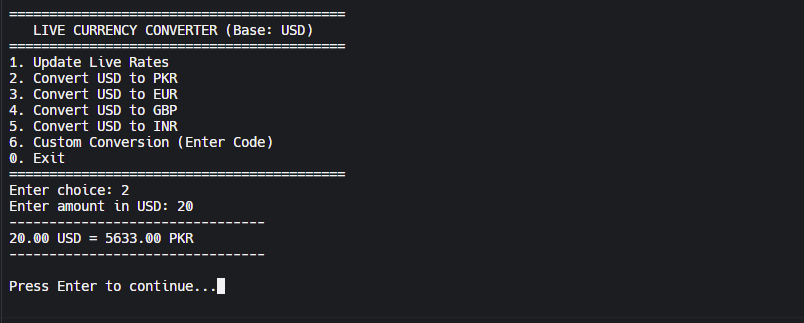 ==========================================
   LIVE CURRENCY CONVERTER (Base: USD)
==========================================
1. Update Live Rates
2. Convert USD to PKR
3. Convert USD to EUR
4. Convert USD to GBP
5. Convert USD to INR
6. Custom Conversion (Enter Code)
0. Exit
==========================================
Enter choice: 2
Enter amount in USD: 20
--------------------------------
20.00 USD = 5633.00 PKR
--------------------------------
Press Enter to continue...